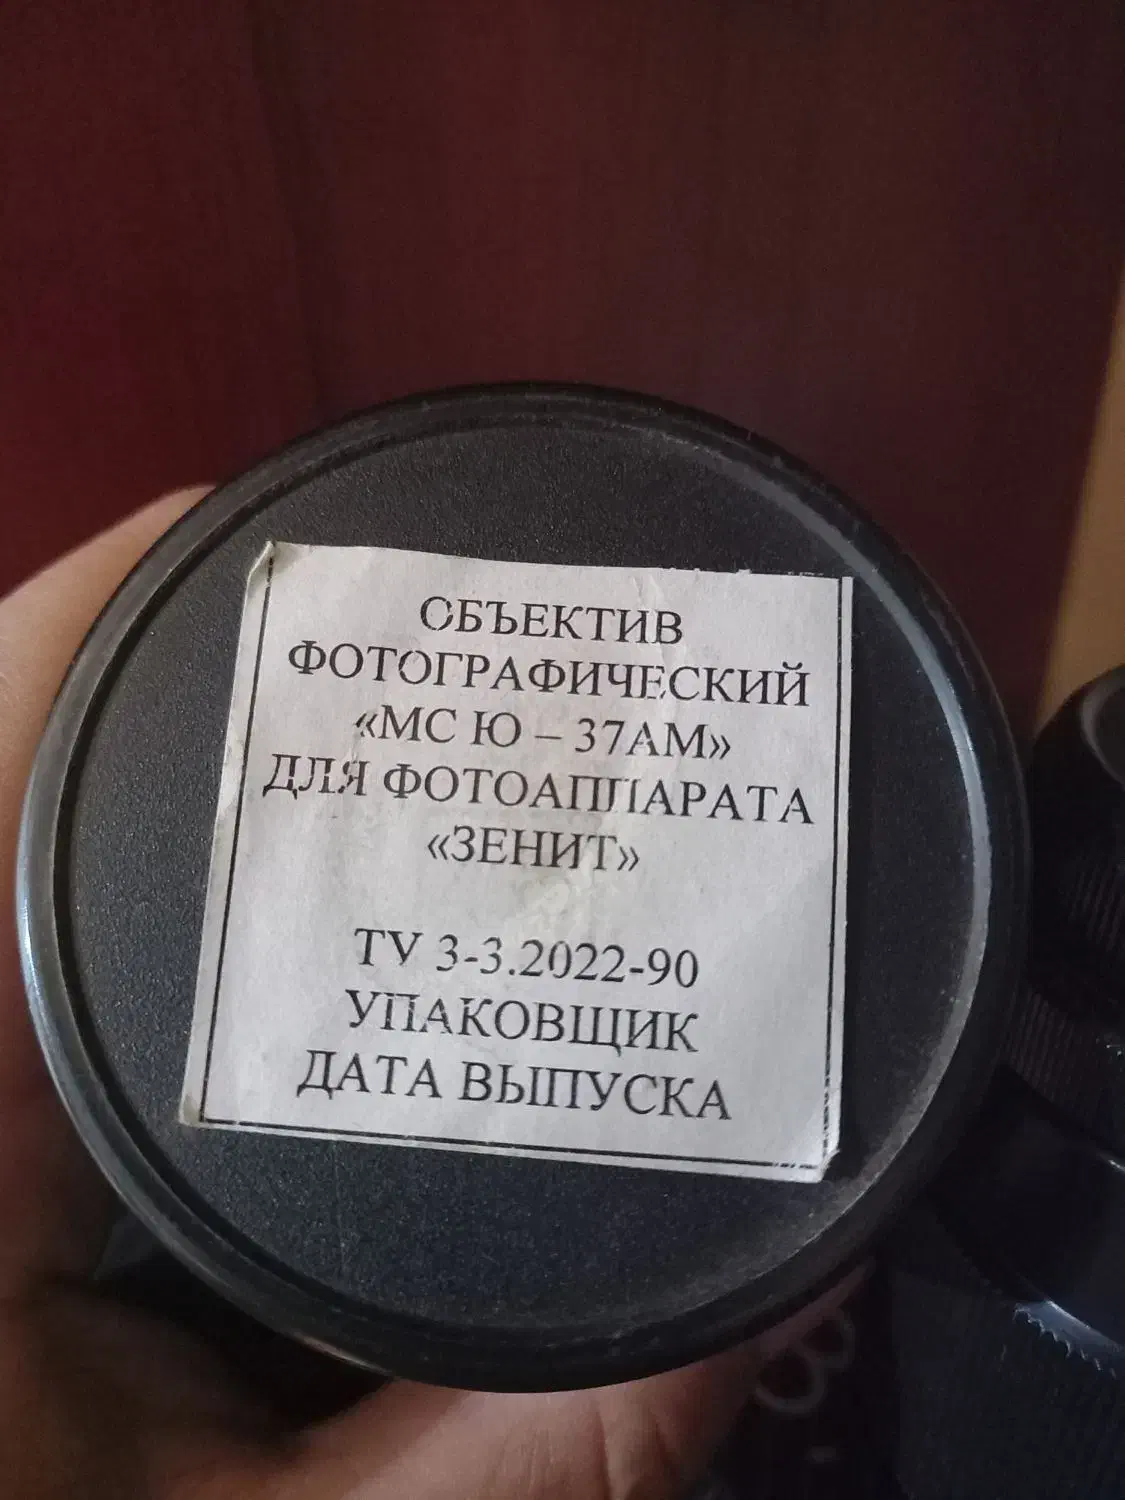 ОБЪЕКТИВ
ФОТОГРАФИЧЕСКИЙ
«МС Ю – 37АМ»
ДЛЯ ФОТОАППАРАТА
«ЗЕНИТ»
ТУ 3-3.2022-90
УПАКОВЩИК
ДАТА ВЫПУСКА